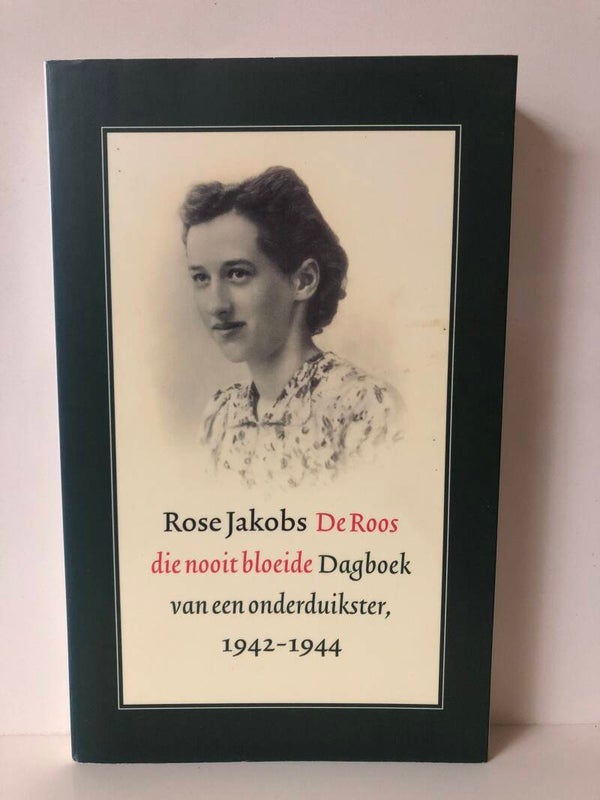 Rose Jakobs De Roos
die nooit bloeide Dagboek
van een onderduikster,
1942-1944